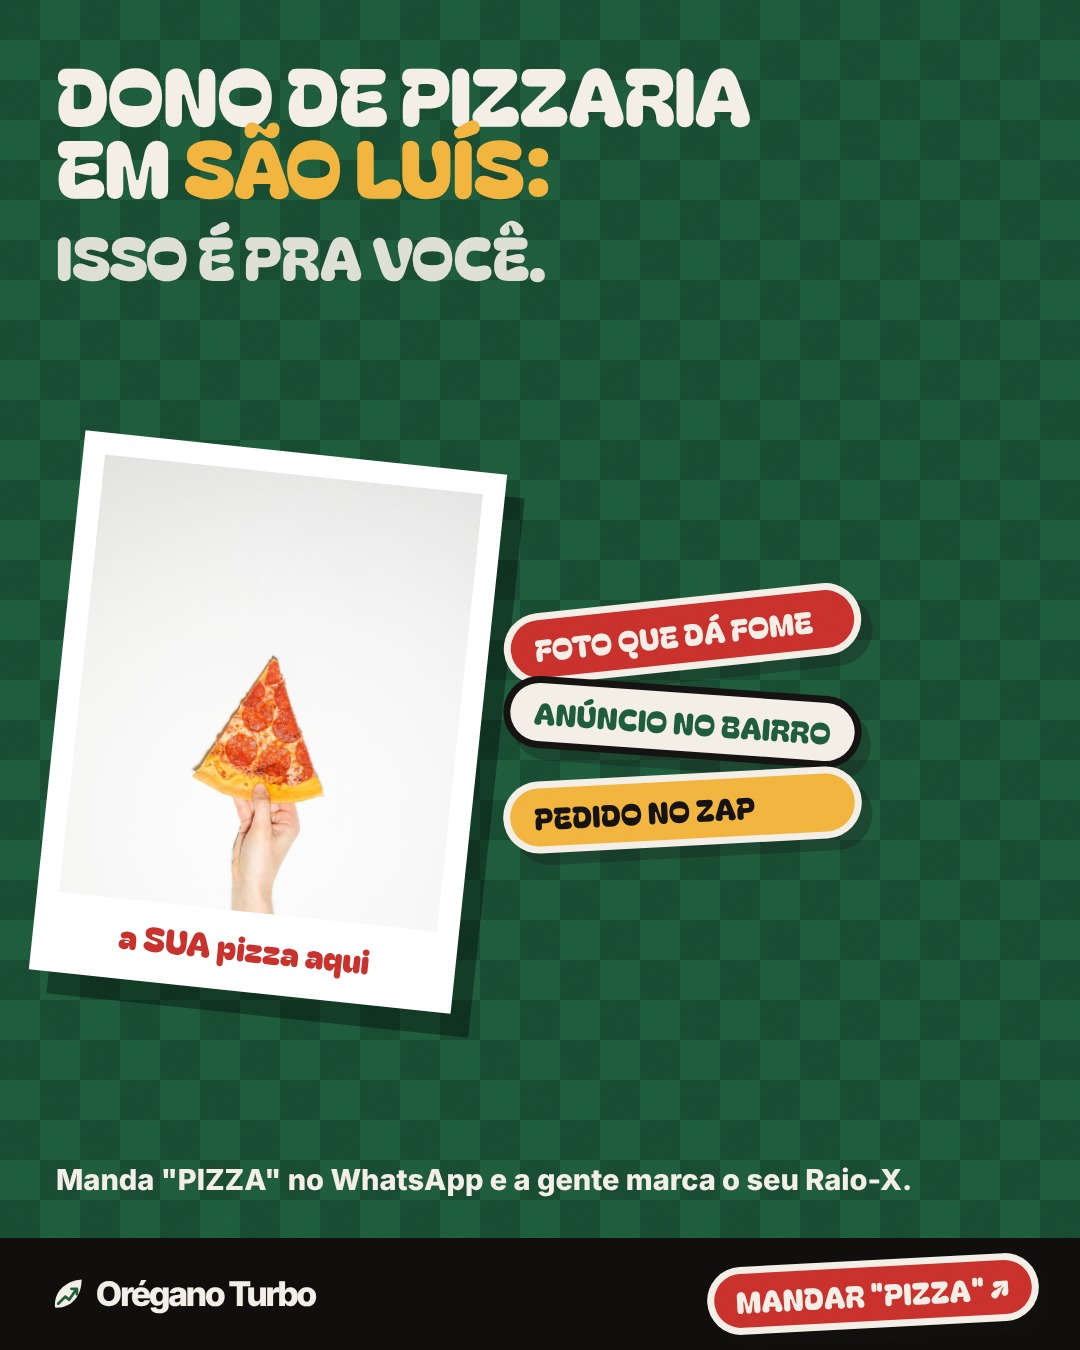 DONO DE PIZZARIA
EM SÃO LUÍS:
ISSO É PRA VOCÊ.
a SUA pizza aqui
FOTO QUE DÁ FOME
ANÚNCIO NO BAIRRO
PEDIDO NO ZAP
Manda "PIZZA" no WhatsApp e a gente marca o seu Raio-X.
Orégano Turbo
MANDAR "PIZZA" ↗